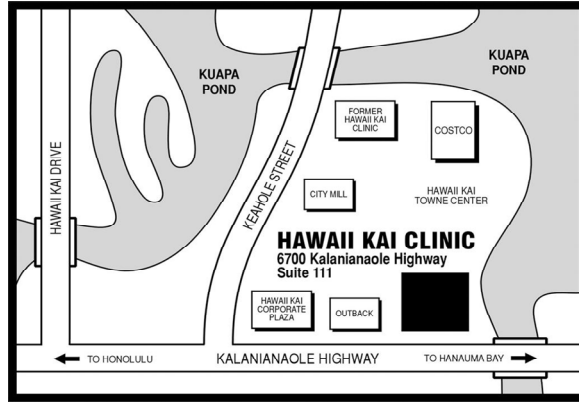 KUAPA
POND
KUAPA
POND
FORMER
HAWAII KAI
CLINIC
COSTCO
HAWAII KAI DRIVE
KEAHOLE STREET
CITY MILL
HAWAII KAI
TOWNE CENTER
HAWAII KAI CLINIC
6700 Kalanianaole Highway
Suite 111
HAWAII KAI
CORPORATE
PLAZA
OUTBACK
TO HONOLULU
KALANIANAOLE HIGHWAY
TO HANAUMA BAY